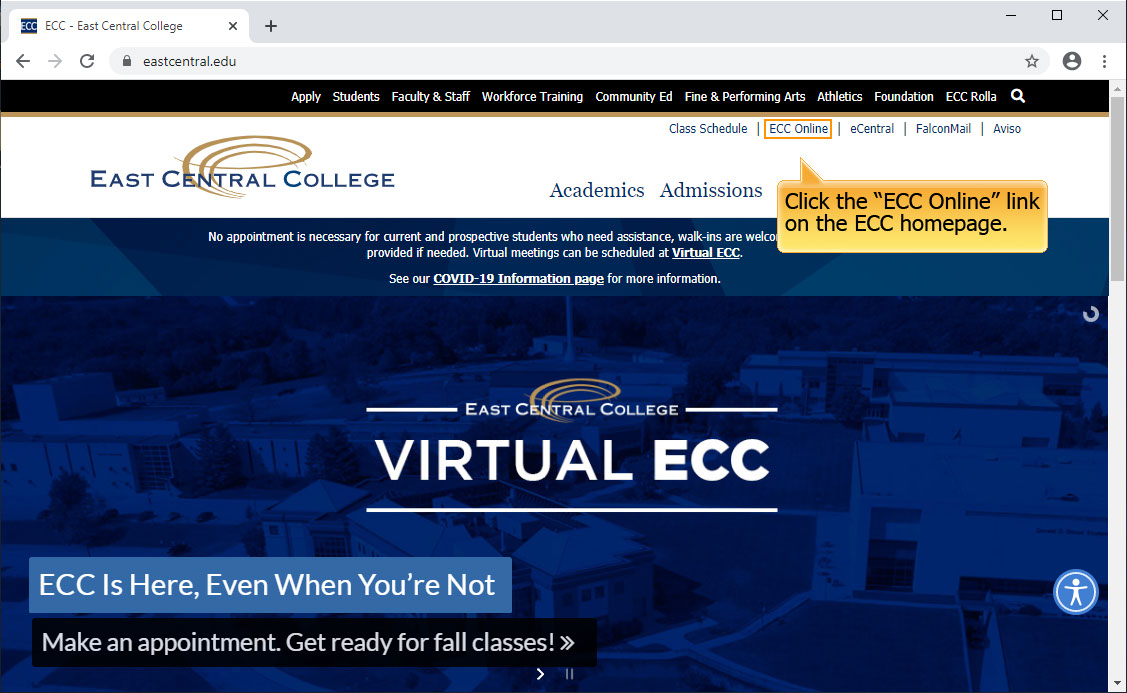 ECC
ECC - East Central College
eastcentral.edu
Apply Students Faculty & Staff Workforce Training Community Ed Fine & Performing Arts Athletics Foundation ECC Rolla
Class Schedule | ECC Online | eCentral | FalconMail | Aviso
EAST CENTRAL COLLEGE
Academics Admissions
Click the “ECC Online” link
on the ECC homepage.
No appointment is necessary for current and prospective students who need assistance, walk-ins are
provided if needed. Virtual meetings can be scheduled at Virtual ECC.
See our COVID-19 Information page for more information.
EAST CENTRAL COLLEGE
VIRTUAL ECC
ECC Is Here, Even When You’re Not
Make an appointment. Get ready for fall classes! »